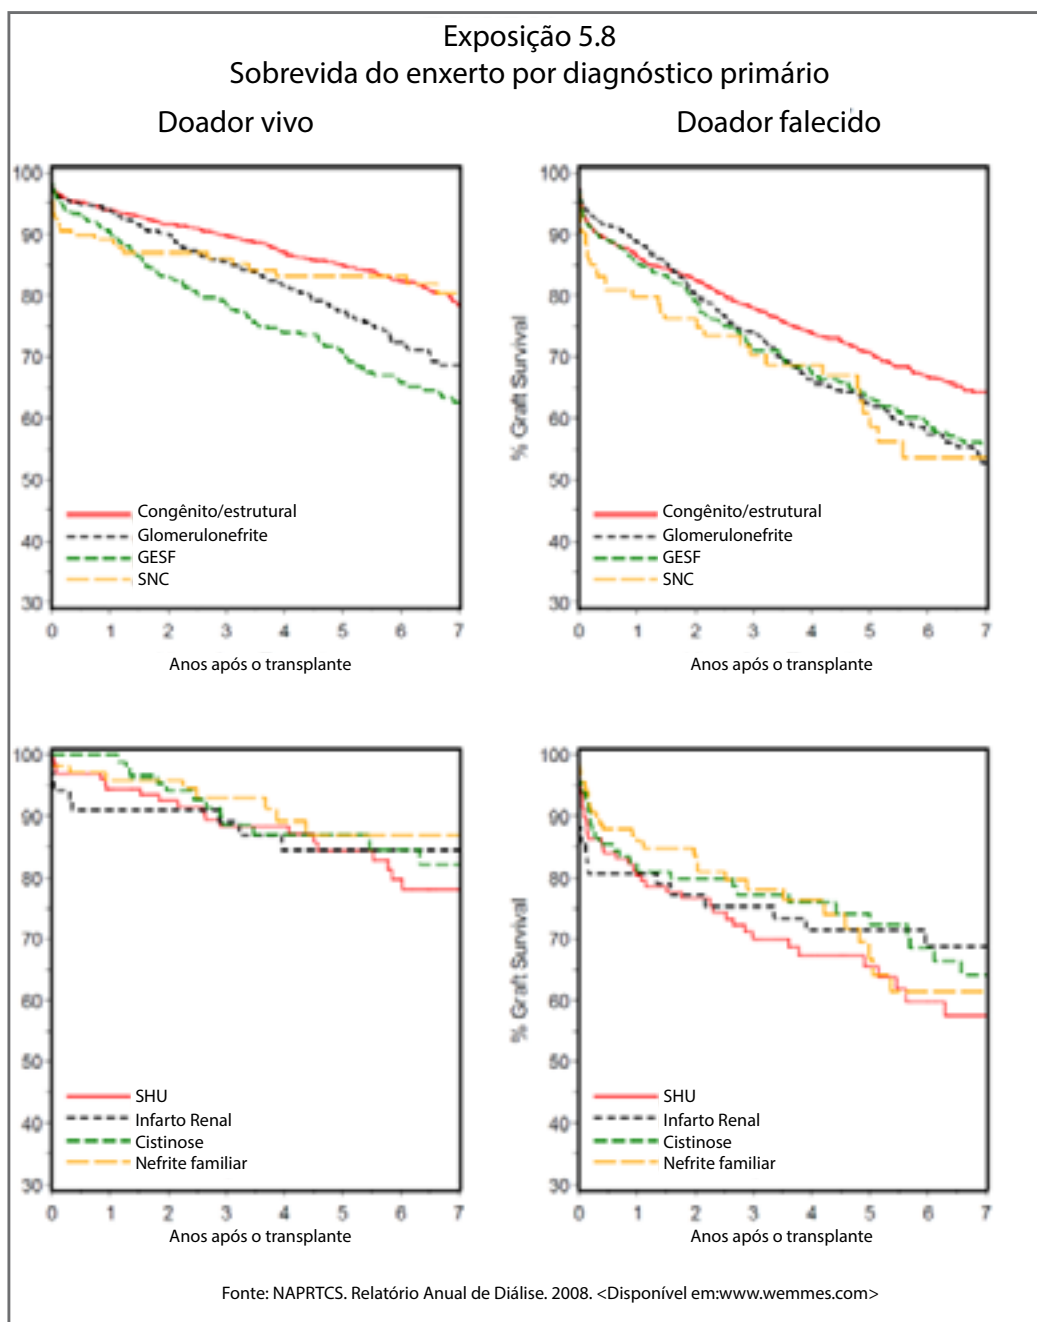 Exposição 5.8
Sobrevida do enxerto por diagnóstico primário
Doador vivo
Doador falecido
100
90
80
70
60
50
40
30
Congênito/estrutural
Glomerulonefrite
GESF
SNC
0 1 2 3 4 5 6 7
Anos após o transplante
% Graft Survival
100
90
80
70
60
50
40
30
Congênito/estrutural
Glomerulonefrite
GESF
SNC
0 1 2 3 4 5 6 7
Anos após o transplante
100
90
80
70
60
50
40
30
SHU
Infarto Renal
Cistinose
Nefrite familiar
0 1 2 3 4 5 6 7
Anos após o transplante
% Graft Survival
100
90
80
70
60
50
40
30
SHU
Infarto Renal
Cistinose
Nefrite familiar
0 1 2 3 4 5 6 7
Anos após o transplante
Fonte: NAPRTCS. Relatório Anual de Diálise. 2008. <Disponível em:www.wemmes.com>